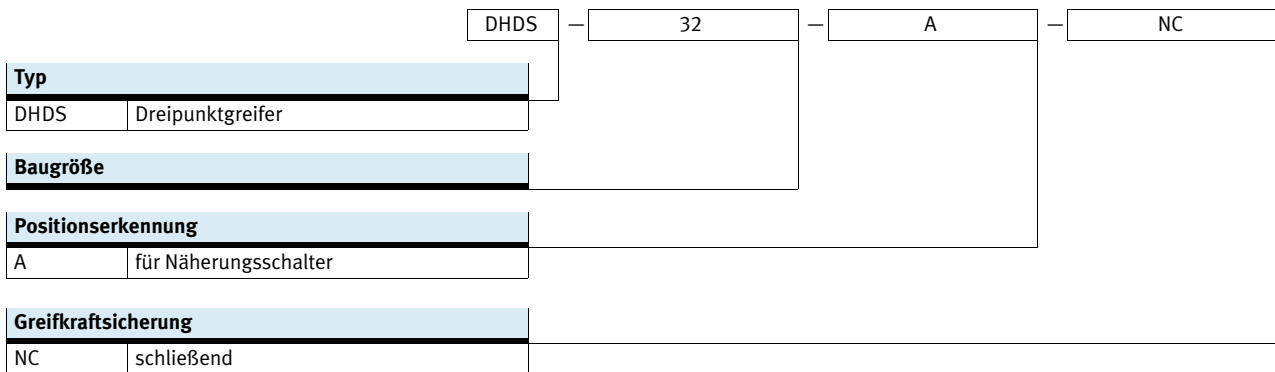 DHDS — 32 — A — NC
Typ
DHDS Dreipunktgreifer
Baugröße
Positionserkennung
A für Näherungsschalter
Greifkraftsicherung
NC schließend